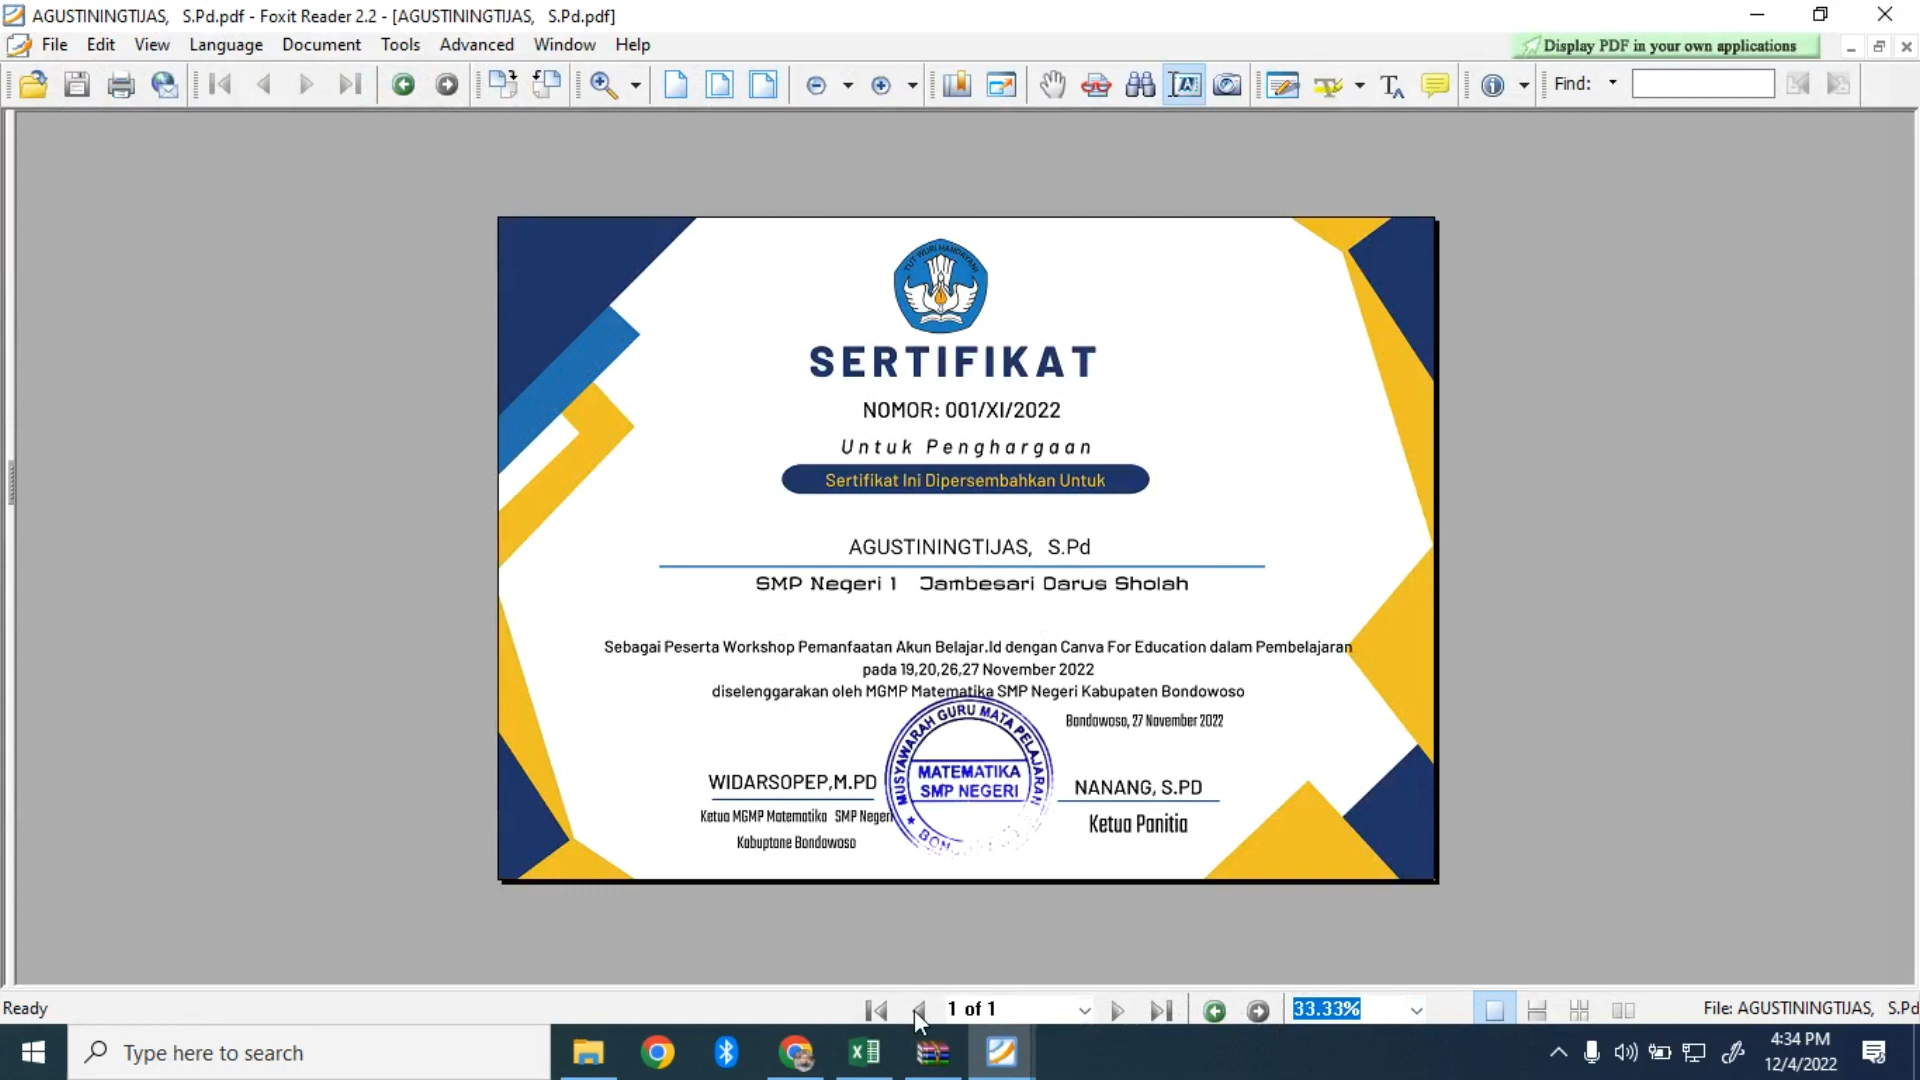 AGUSTININGTIJAS,   S.Pd.pdf - Foxit Reader 2.2 - [AGUSTININGTIJAS,   S.Pd.pdf]
File Edit View Language Document Tools Advanced Window Help
Display PDF in your own applications
Find:
TUT WURI HANDAYANI
SERTIFIKAT
NOMOR: 001/XI/2022
Untuk Penghargaan
Sertifikat Ini Dipersembahkan Untuk
AGUSTININGTIJAS,   S.Pd
SMP Negeri 1   Jambesari Darus Sholah
Sebagai Peserta Workshop Pemanfaatan Akun Belajar.Id dengan Canva For Education dalam Pembelajaran
pada 19,20,26,27 November 2022
diselenggarakan oleh MGMP Matematika SMP Negeri Kabupaten Bondowoso
Bondowoso, 27 November 2022
MUSYAWARAH GURU MATA PELAJARAN
MATEMATIKA
SMP NEGERI
WIDARSOPEP,M.PD
Ketua MGMP Matematika   SMP Negeri
Kabuptane Bondowoso
NANANG, S.PD
Ketua Panitia
Ready
1 of 1
33.33%
File: AGUSTININGTIJAS,   S.Pd
Type here to search
4:34 PM
12/4/2022